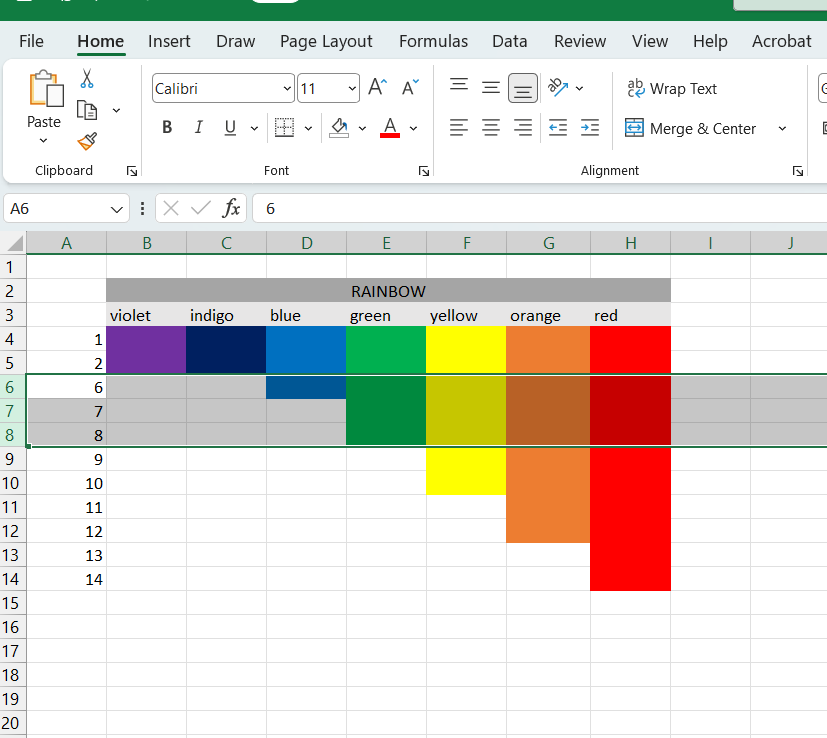 File Home Insert Draw Page Layout Formulas Data Review View Help Acrobat
Paste
Calibri 11 A A
B I U A
ab Wrap Text
Merge & Center
Clipboard Font Alignment
A6 fx 6
A B C D E F G H I J
1
2 RAINBOW
3 violet indigo blue green yellow orange red
4 1
5 2
6 6
7 7
8 8
9 9
10 10
11 11
12 12
13 13
14 14
15
16
17
18
19
20